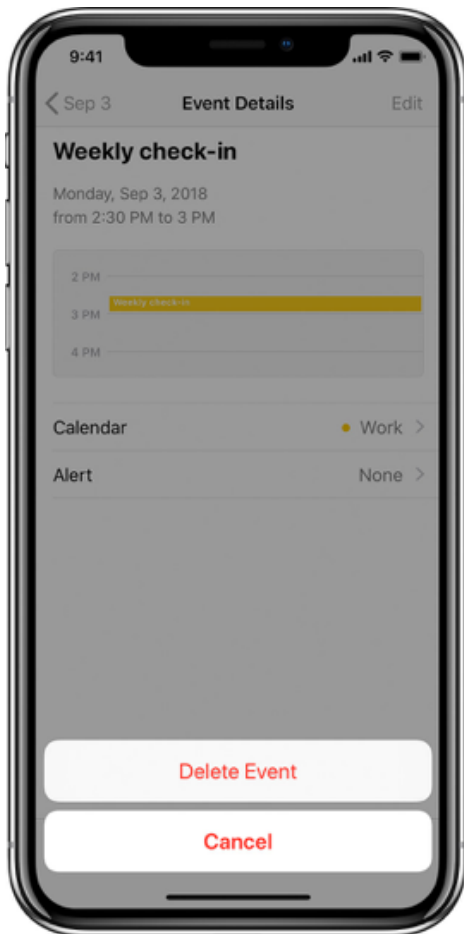 9:41
Sep 3
Event Details
Edit
Weekly check-in
Monday, Sep 3, 2018
from 2:30 PM to 3 PM
2 PM
Weekly check-in
3 PM
4 PM
Calendar
Work
Alert
None
Delete Event
Cancel